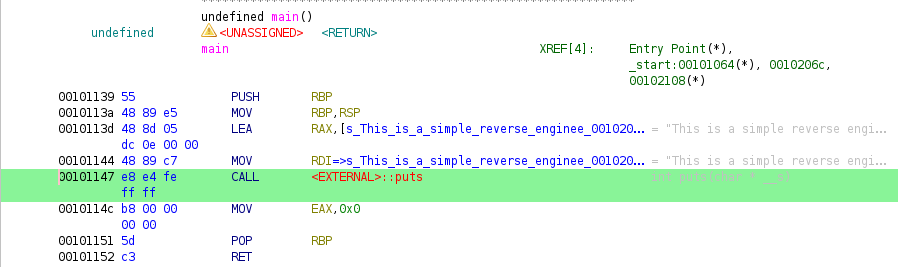 ************************************************************
undefined main()
undefined <UNASSIGNED> <RETURN>
main XREF[4]: Entry Point(*),
_start:00101064(*), 0010206c,
00102108(*)
00101139 55 PUSH RBP
0010113a 48 89 e5 MOV RBP,RSP
0010113d 48 8d 05 LEA RAX,[s_This_is_a_simple_reverse_enginee_001020... = "This is a simple reverse engi...
dc 0e 00 00
00101144 48 89 c7 MOV RDI=>s_This_is_a_simple_reverse_enginee_001020... = "This is a simple reverse engi...
00101147 e8 e4 fe CALL <EXTERNAL>::puts int puts(char * __s)
ff ff
0010114c b8 00 00 MOV EAX,0x0
00 00
00101151 5d POP RBP
00101152 c3 RET